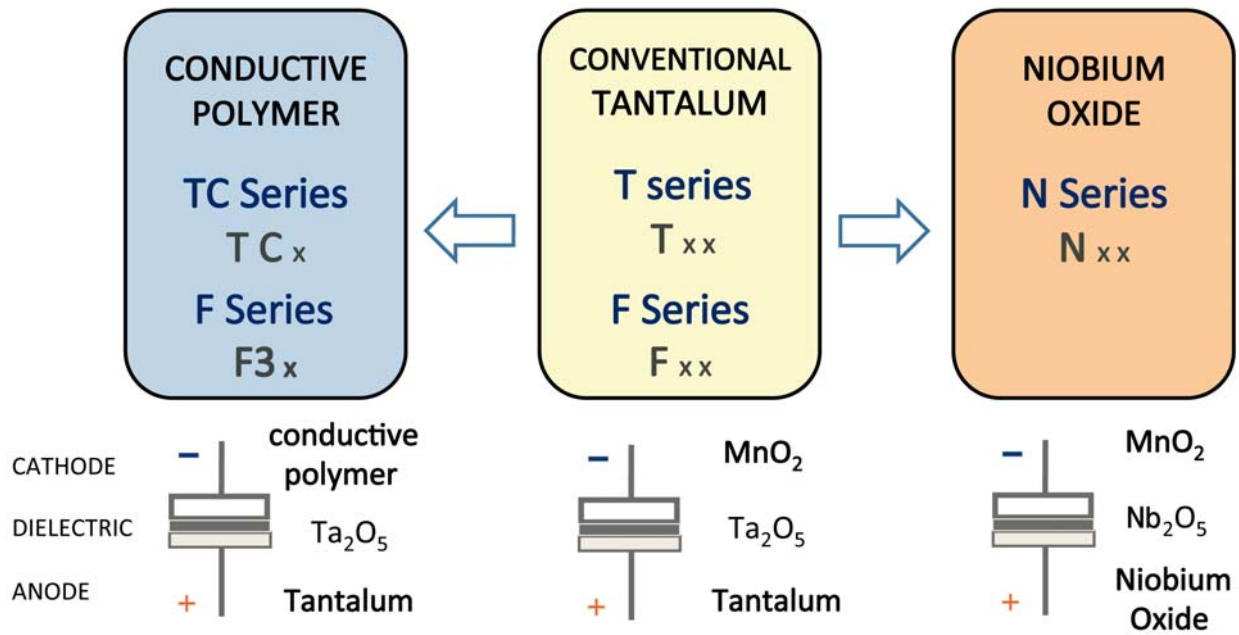 CONDUCTIVE
POLYMER
TC Series
T C x
F Series
F3 x
CONVENTIONAL
TANTALUM
T series
T x x
F Series
F x x
NIOBIUM
OXIDE
N Series
N x x
CATHODE
DIELECTRIC
ANODE
–
conductive
polymer
Ta₂O₅
+
Tantalum
–
MnO₂
Ta₂O₅
+
Tantalum
–
MnO₂
Nb₂O₅
+
Niobium
Oxide